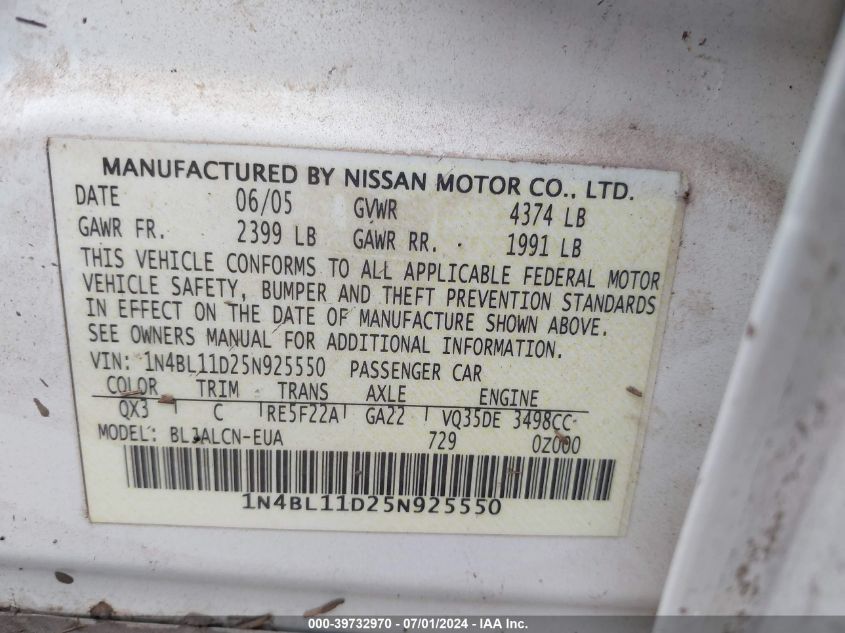 MANUFACTURED BY NISSAN MOTOR CO., LTD.
DATE 06/05 GVWR 4374 LB
GAWR FR. 2399 LB GAWR RR. 1991 LB
THIS VEHICLE CONFORMS TO ALL APPLICABLE FEDERAL MOTOR
VEHICLE SAFETY, BUMPER AND THEFT PREVENTION STANDARDS
IN EFFECT ON THE DATE OF MANUFACTURE SHOWN ABOVE.
SEE OWNERS MANUAL FOR ADDITIONAL INFORMATION.
VIN: 1N4BL11D25N925550 PASSENGER CAR
COLOR TRIM TRANS AXLE ENGINE
QX3 C RE5F22A GA22 VQ35DE 3498CC
MODEL: BLJALCN-EUA 729 0Z000
1N4BL11D25N925550
000-39732970 - 07/01/2024 - © IAA Inc.